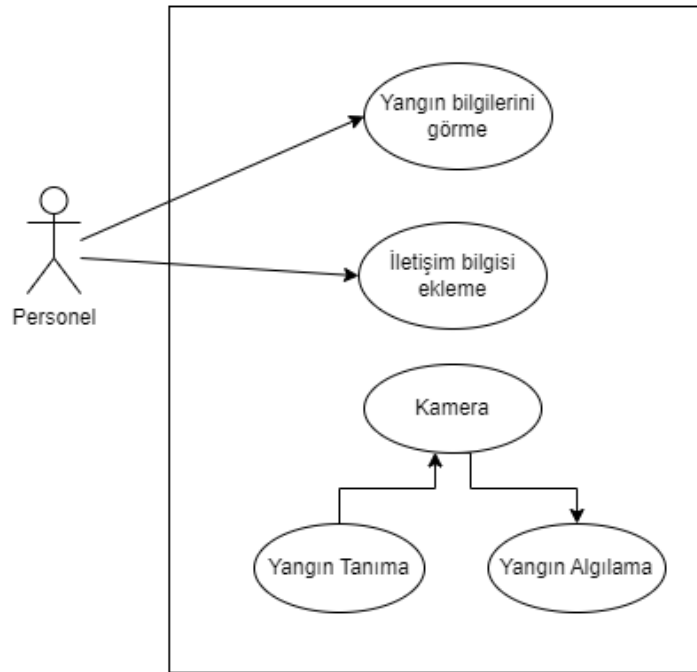 Yangın bilgilerini
görme
İletişim bilgisi
ekleme
Personel
Kamera
Yangın Tanıma
Yangın Algılama